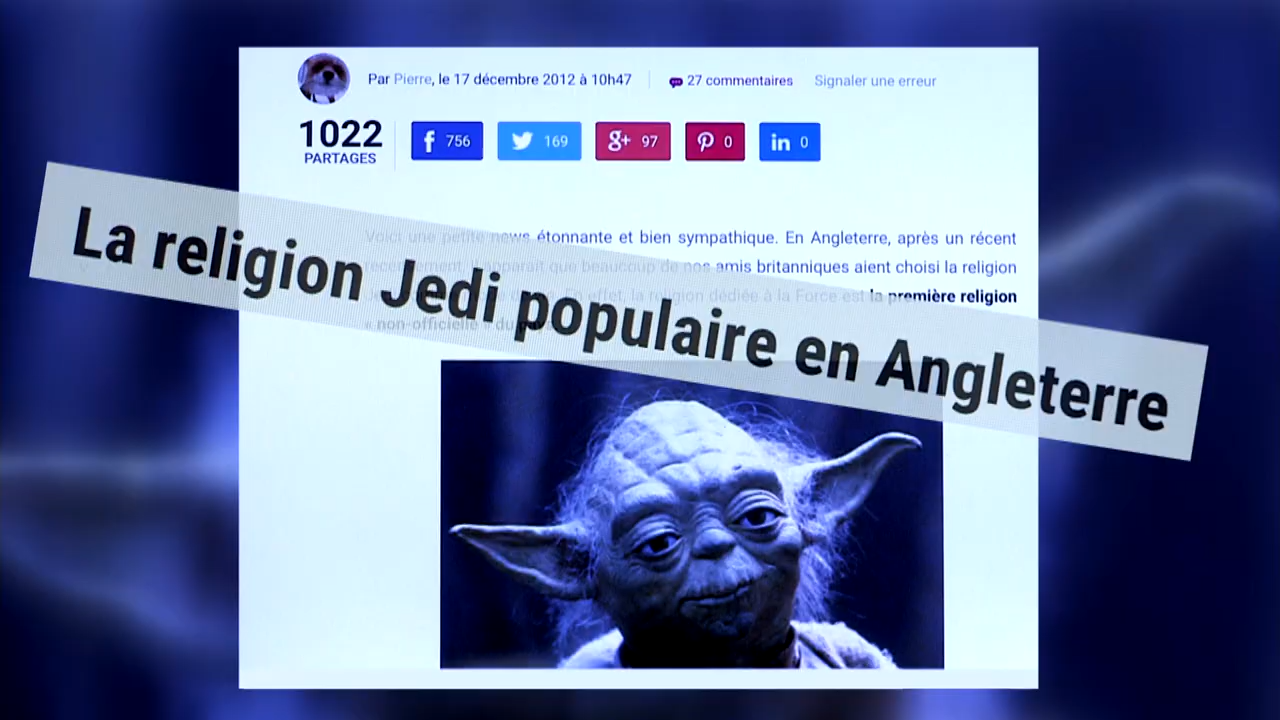 Par Pierre, le 17 décembre 2012 à 10h47
27 commentaires
Signaler une erreur
1022
PARTAGES
756
169
g+ 97
0
in 0
La religion Jedi populaire en Angleterre
Voici une petite news étonnante et bien sympathique. En Angleterre, après un récent
recensement, il apparait que beaucoup de nos amis britanniques aient choisi la religion
En effet, la religion dédiée à la Force est la première religion
« non-officielle » du